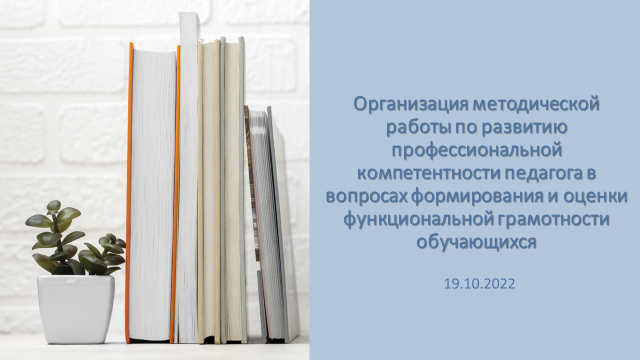 Организация методической
работы по развитию
профессиональной
компетентности педагога в
вопросах формирования и оценки
функциональной грамотности
обучающихся
19.10.2022